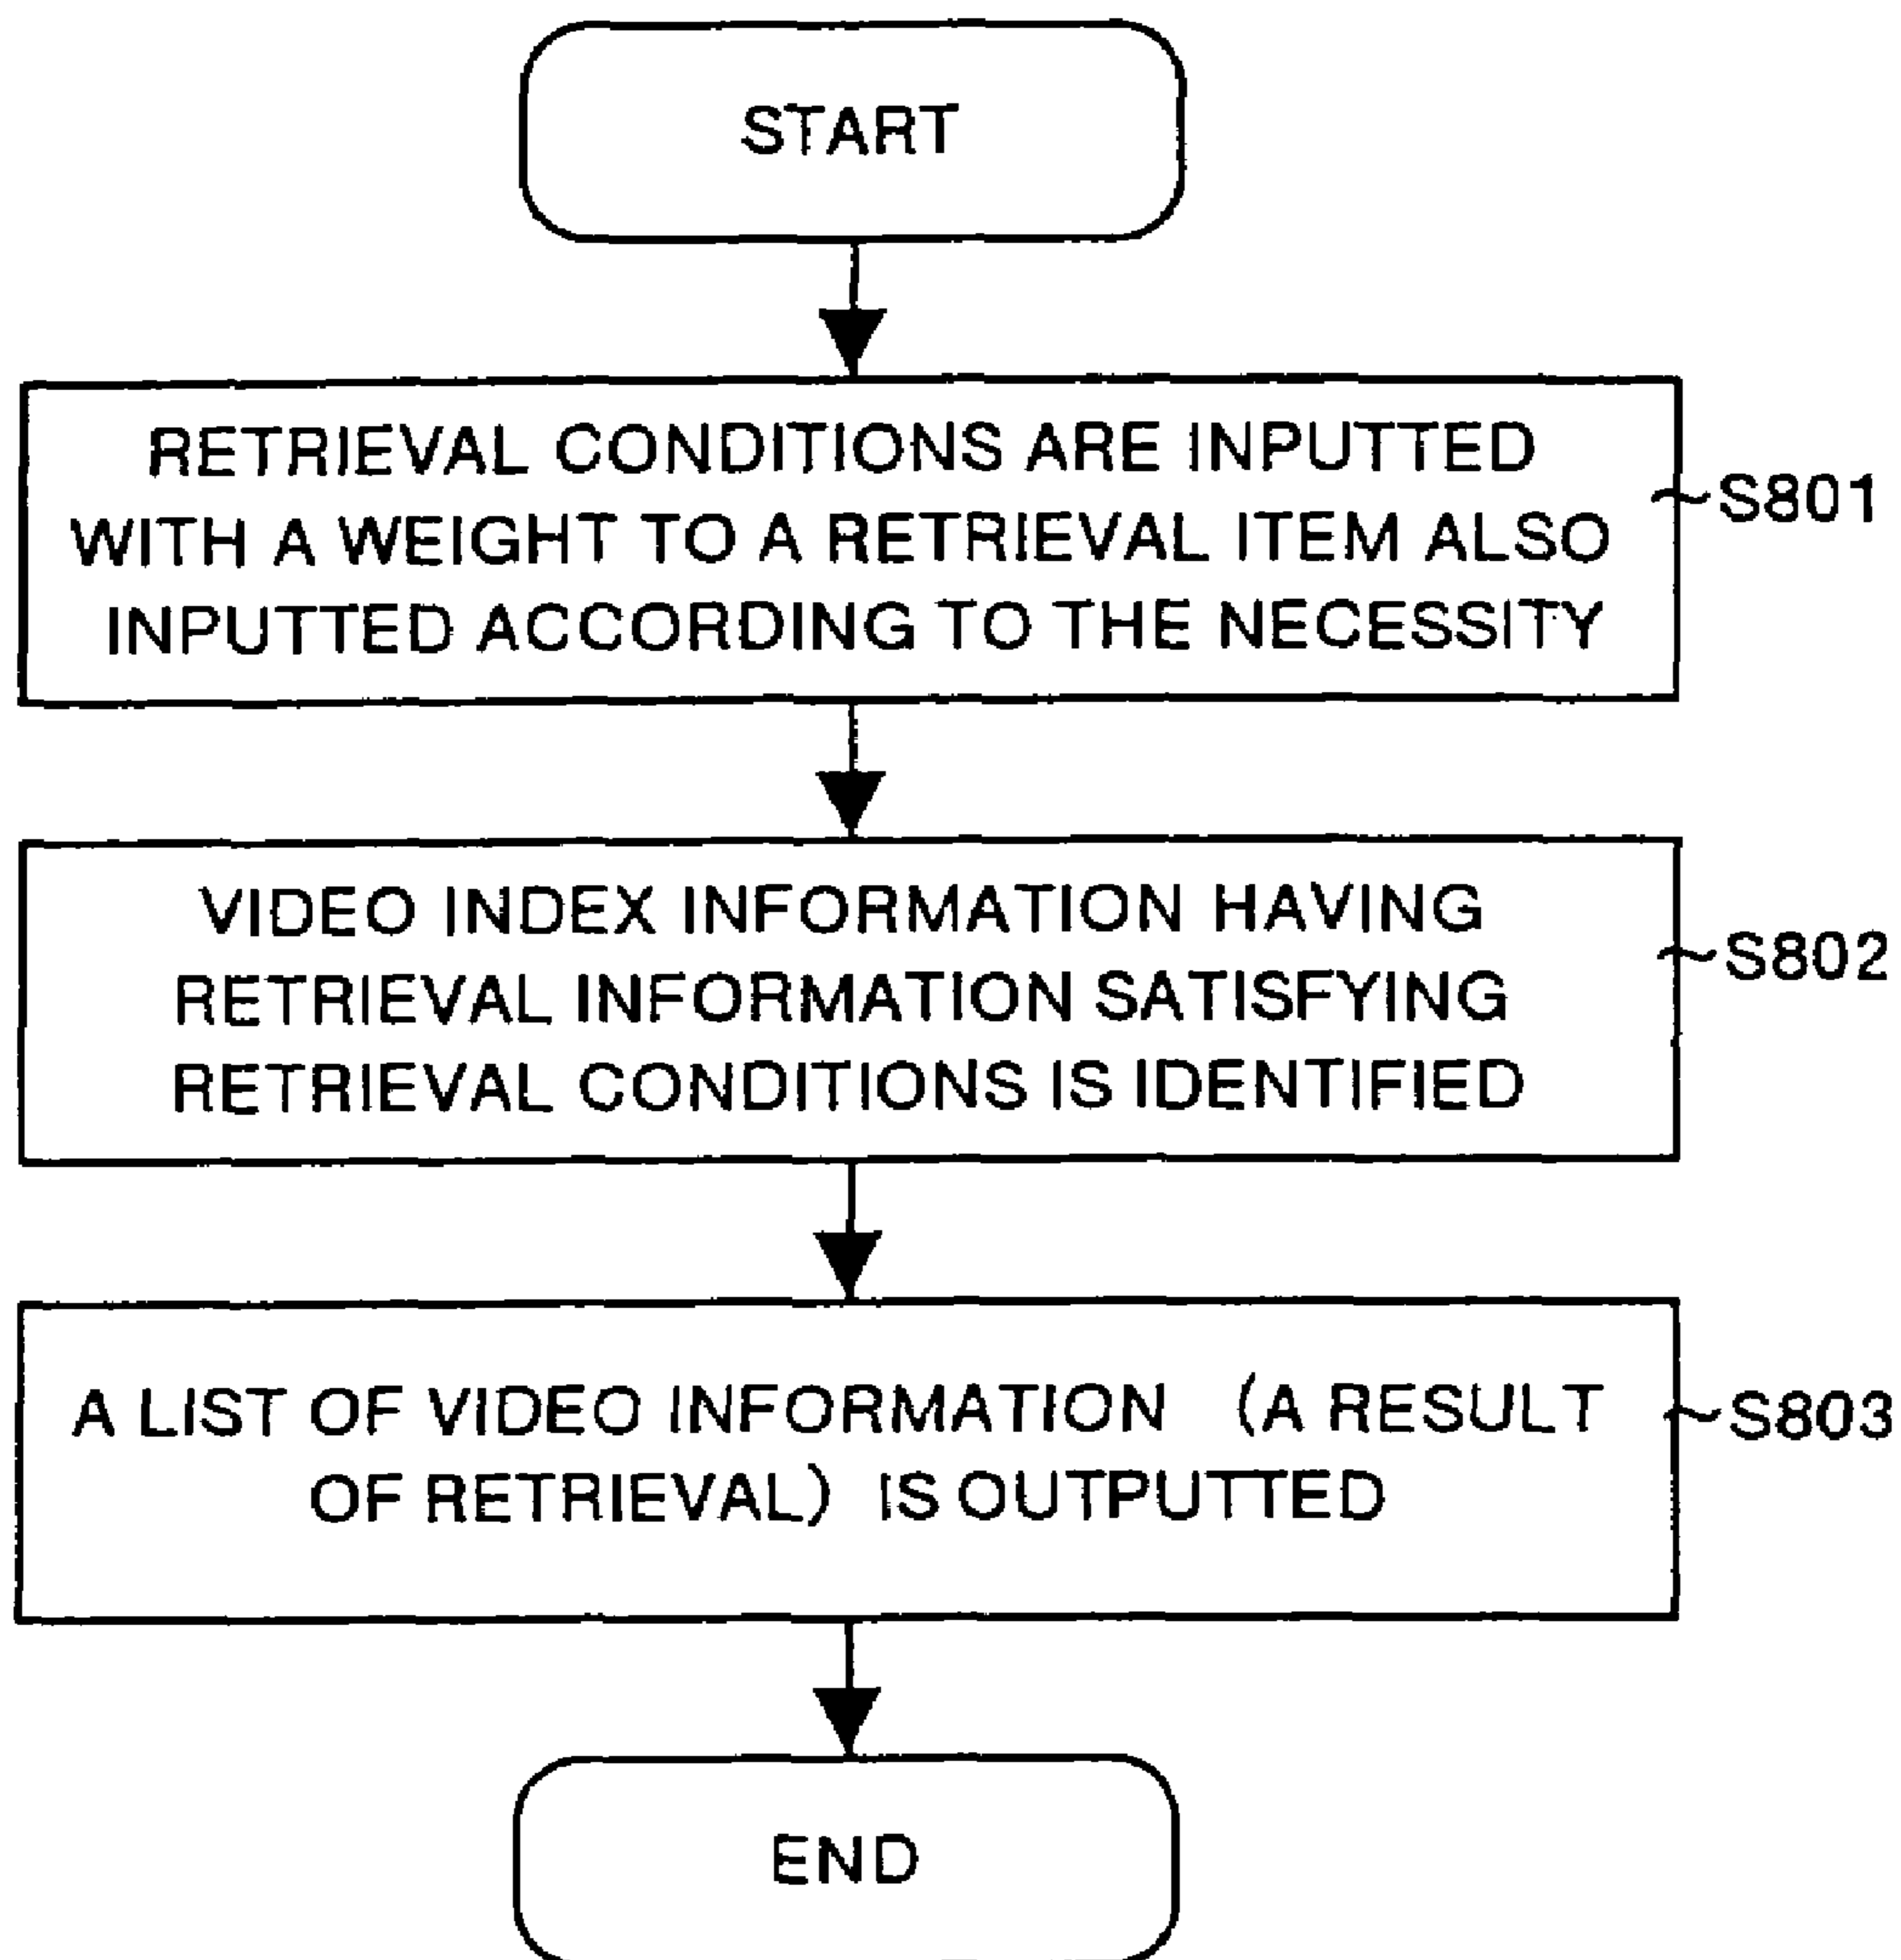 START
RETRIEVAL CONDITIONS ARE INPUTTED
WITH A WEIGHT TO A RETRIEVAL ITEM ALSO
INPUTTED ACCORDING TO THE NECESSITY
S801
VIDEO INDEX INFORMATION HAVING
RETRIEVAL INFORMATION SATISFYING
RETRIEVAL CONDITIONS IS IDENTIFIED
S802
A LIST OF VIDEO INFORMATION (A RESULT
OF RETRIEVAL) IS OUTPUTTED
S803
END